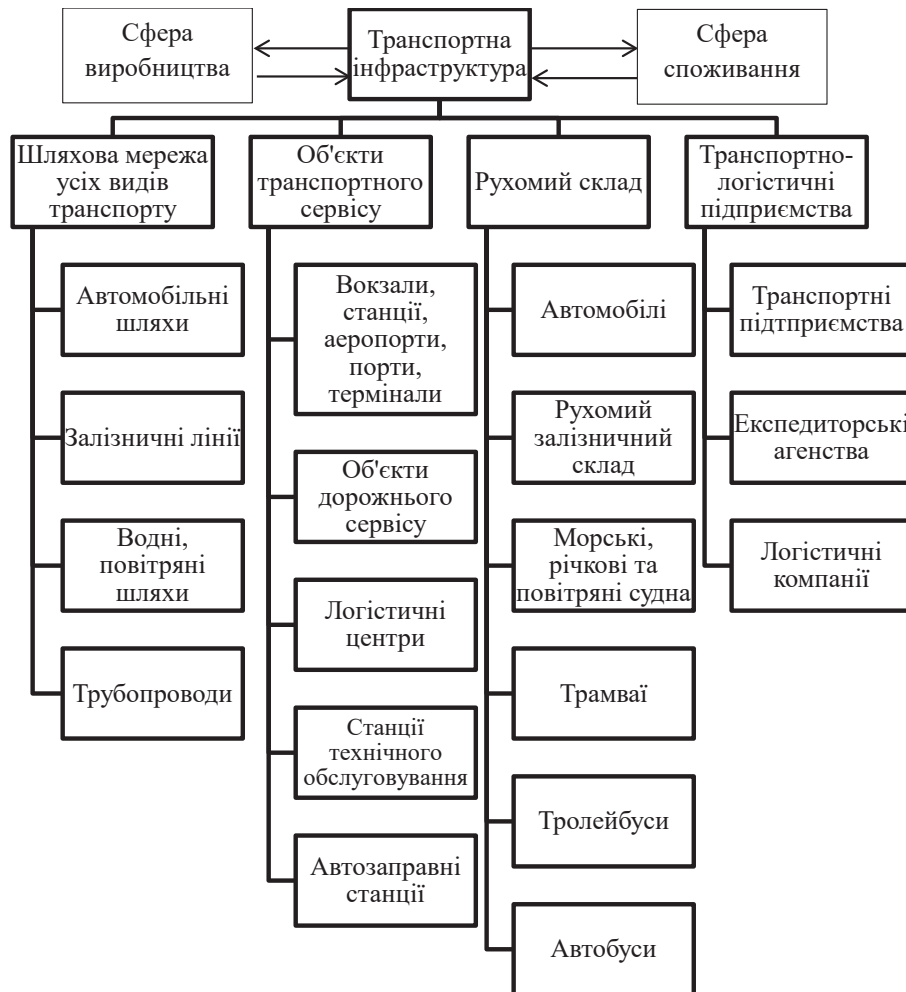 Сфера
виробництва
Транспортна
інфраструктура
Сфера
споживання
Шляхова мережа
усіх видів
транспорту
Автомобільні
шляхи
Залізничні лінії
Водні,
повітряні
шляхи
Трубопроводи
Об'єкти
транспортного
сервісу
Вокзали,
станції,
аеропорти,
порти,
термінали
Об'єкти
дорожнього
сервісу
Логістичні
центри
Станції
технічного
обслуговування
Автозаправні
станції
Рухомий склад
Автомобілі
Рухомий
залізничний
склад
Морські,
річкові та
повітряні судна
Трамваї
Тролейбуси
Автобуси
Транспортно-
логістичні
підприємства
Транспортні
підтприємства
Експедиторські
агенства
Логістичні
компанії